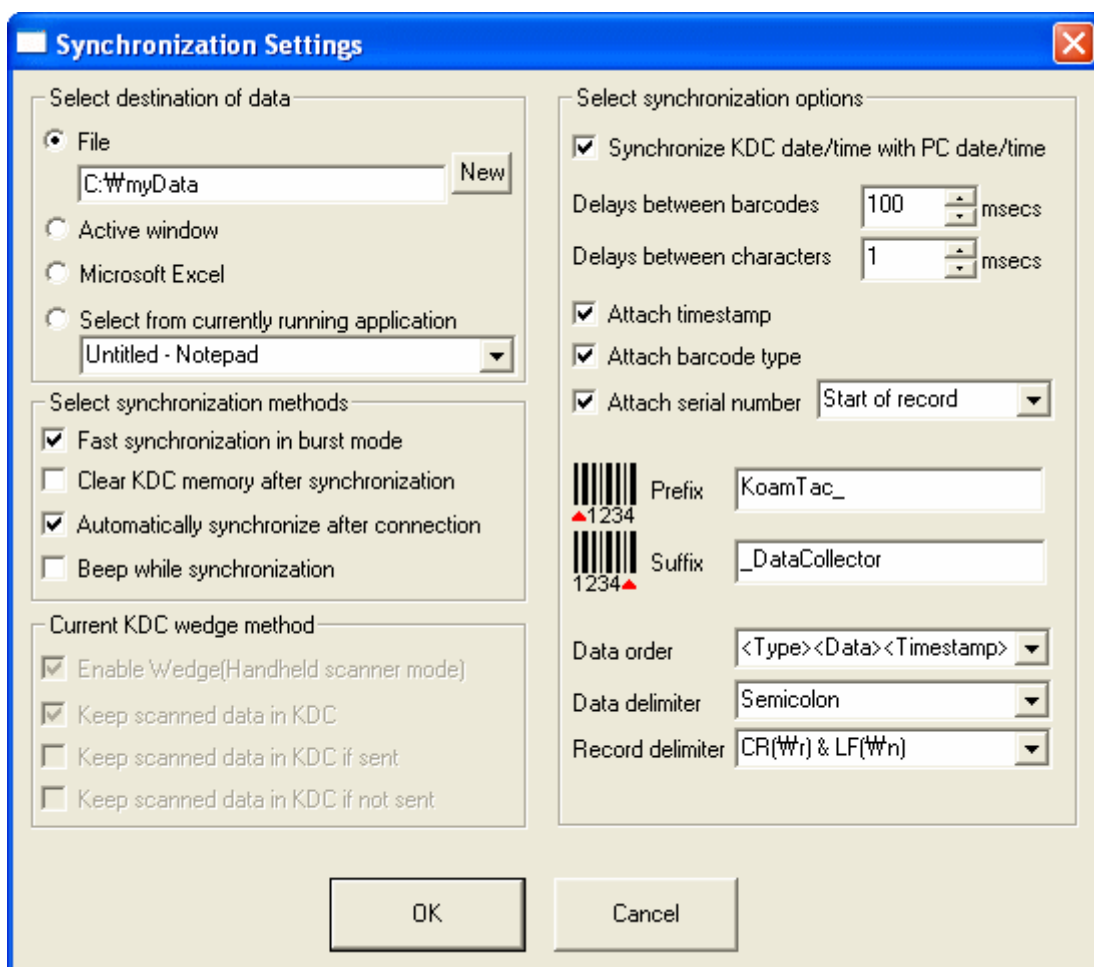 Synchronization Settings
Select destination of data
File
C:₩myData
New
Active window
Microsoft Excel
Select from currently running application
Untitled - Notepad
Select synchronization methods
Fast synchronization in burst mode
Clear KDC memory after synchronization
Automatically synchronize after connection
Beep while synchronization
Current KDC wedge method
Enable Wedge(Handheld scanner mode)
Keep scanned data in KDC
Keep scanned data in KDC if sent
Keep scanned data in KDC if not sent
Select synchronization options
Synchronize KDC date/time with PC date/time
Delays between barcodes 100 msecs
Delays between characters 1 msecs
Attach timestamp
Attach barcode type
Attach serial number Start of record
1234 Prefix KoamTac_
1234 Suffix _DataCollector
Data order <Type><Data><Timestamp>
Data delimiter Semicolon
Record delimiter CR(₩r) & LF(₩n)
OK
Cancel